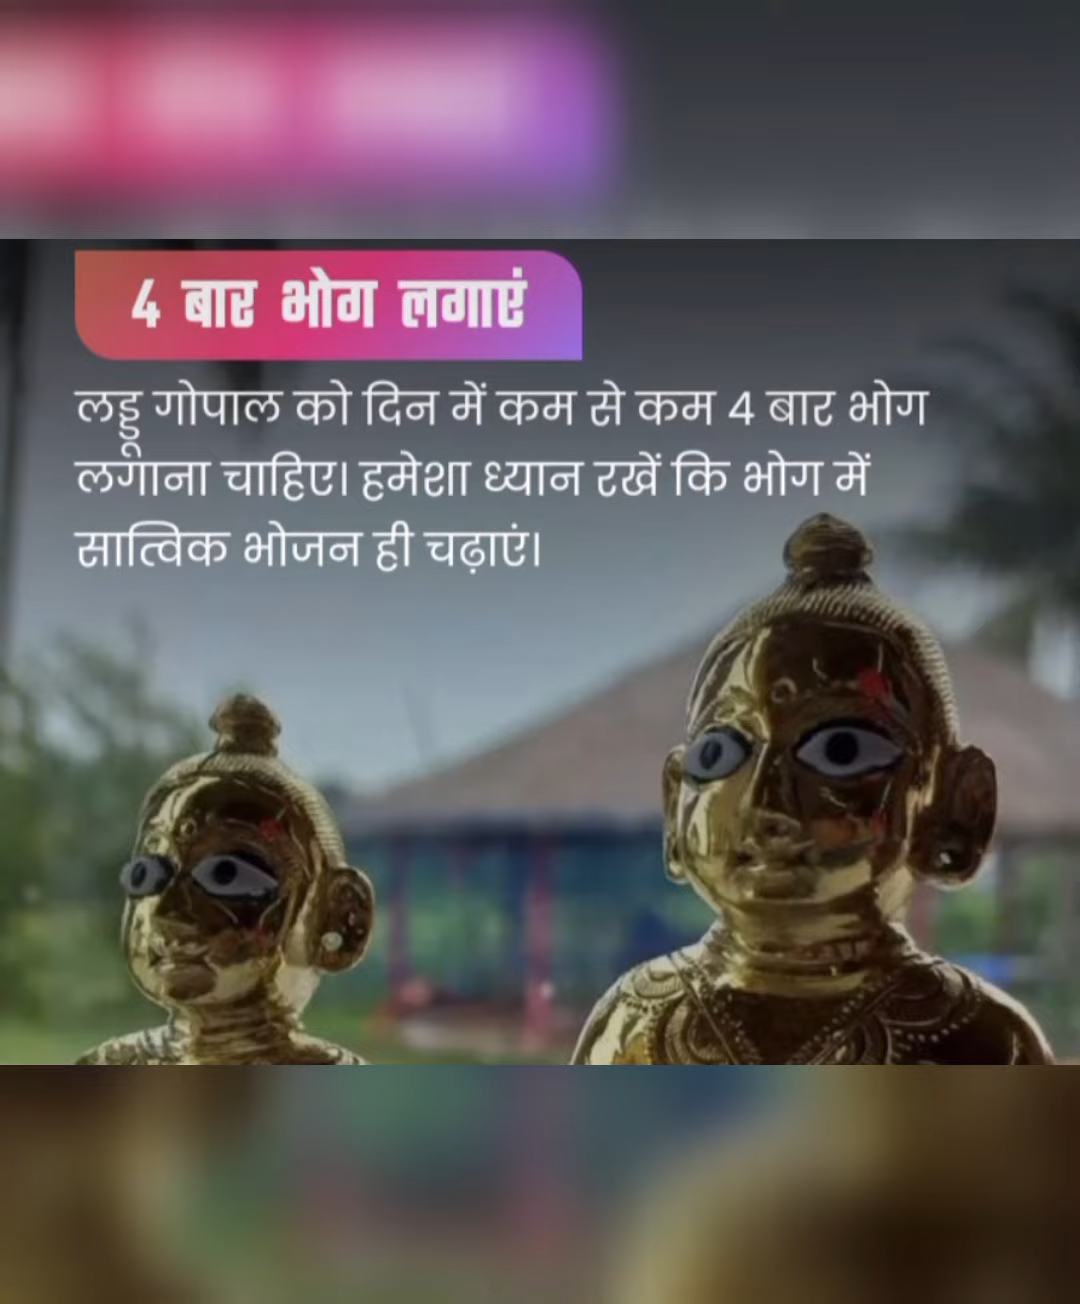 4 बार भोग लगाएं
लड्डू गोपाल को दिन में कम से कम 4 बार भोग
लगाना चाहिए। हमेशा ध्यान रखें कि भोग में
सात्विक भोजन ही चढ़ाएं।